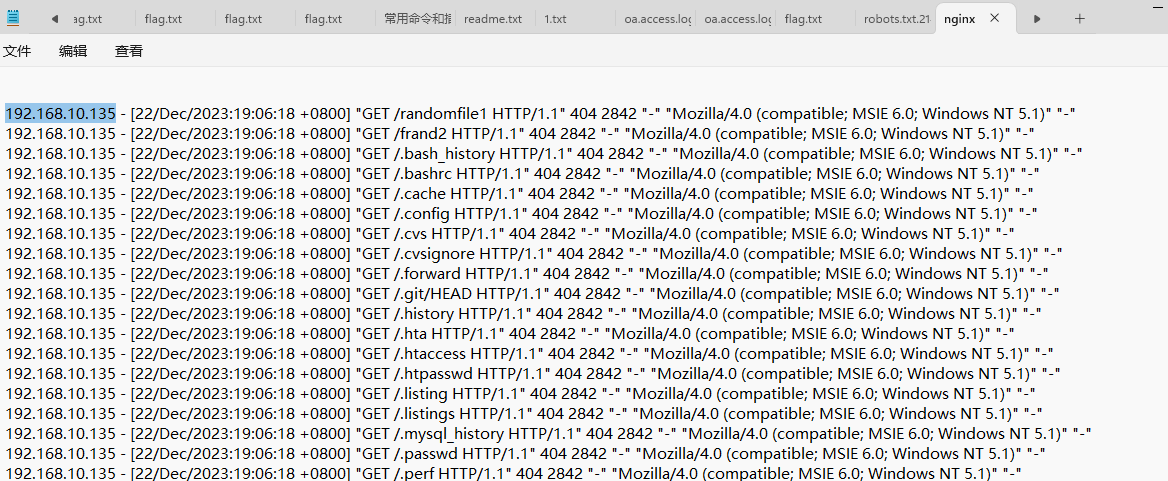 ag.txt flag.txt flag.txt flag.txt 常用命令和指 readme.txt 1.txt oa.access.log oa.access.log flag.txt robots.txt.21 nginx
文件 编辑 查看
192.168.10.135 - [22/Dec/2023:19:06:18 +0800] "GET /randomfile1 HTTP/1.1" 404 2842 "-" "Mozilla/4.0 (compatible; MSIE 6.0; Windows NT 5.1)" "-"
192.168.10.135 - [22/Dec/2023:19:06:18 +0800] "GET /frand2 HTTP/1.1" 404 2842 "-" "Mozilla/4.0 (compatible; MSIE 6.0; Windows NT 5.1)" "-"
192.168.10.135 - [22/Dec/2023:19:06:18 +0800] "GET /.bash_history HTTP/1.1" 404 2842 "-" "Mozilla/4.0 (compatible; MSIE 6.0; Windows NT 5.1)" "-"
192.168.10.135 - [22/Dec/2023:19:06:18 +0800] "GET /.bashrc HTTP/1.1" 404 2842 "-" "Mozilla/4.0 (compatible; MSIE 6.0; Windows NT 5.1)" "-"
192.168.10.135 - [22/Dec/2023:19:06:18 +0800] "GET /.cache HTTP/1.1" 404 2842 "-" "Mozilla/4.0 (compatible; MSIE 6.0; Windows NT 5.1)" "-"
192.168.10.135 - [22/Dec/2023:19:06:18 +0800] "GET /.config HTTP/1.1" 404 2842 "-" "Mozilla/4.0 (compatible; MSIE 6.0; Windows NT 5.1)" "-"
192.168.10.135 - [22/Dec/2023:19:06:18 +0800] "GET /.cvs HTTP/1.1" 404 2842 "-" "Mozilla/4.0 (compatible; MSIE 6.0; Windows NT 5.1)" "-"
192.168.10.135 - [22/Dec/2023:19:06:18 +0800] "GET /.cvsignore HTTP/1.1" 404 2842 "-" "Mozilla/4.0 (compatible; MSIE 6.0; Windows NT 5.1)" "-"
192.168.10.135 - [22/Dec/2023:19:06:18 +0800] "GET /.forward HTTP/1.1" 404 2842 "-" "Mozilla/4.0 (compatible; MSIE 6.0; Windows NT 5.1)" "-"
192.168.10.135 - [22/Dec/2023:19:06:18 +0800] "GET /.git/HEAD HTTP/1.1" 404 2842 "-" "Mozilla/4.0 (compatible; MSIE 6.0; Windows NT 5.1)" "-"
192.168.10.135 - [22/Dec/2023:19:06:18 +0800] "GET /.history HTTP/1.1" 404 2842 "-" "Mozilla/4.0 (compatible; MSIE 6.0; Windows NT 5.1)" "-"
192.168.10.135 - [22/Dec/2023:19:06:18 +0800] "GET /.hta HTTP/1.1" 404 2842 "-" "Mozilla/4.0 (compatible; MSIE 6.0; Windows NT 5.1)" "-"
192.168.10.135 - [22/Dec/2023:19:06:18 +0800] "GET /.htaccess HTTP/1.1" 404 2842 "-" "Mozilla/4.0 (compatible; MSIE 6.0; Windows NT 5.1)" "-"
192.168.10.135 - [22/Dec/2023:19:06:18 +0800] "GET /.htpasswd HTTP/1.1" 404 2842 "-" "Mozilla/4.0 (compatible; MSIE 6.0; Windows NT 5.1)" "-"
192.168.10.135 - [22/Dec/2023:19:06:18 +0800] "GET /.listing HTTP/1.1" 404 2842 "-" "Mozilla/4.0 (compatible; MSIE 6.0; Windows NT 5.1)" "-"
192.168.10.135 - [22/Dec/2023:19:06:18 +0800] "GET /.listings HTTP/1.1" 404 2842 "-" "Mozilla/4.0 (compatible; MSIE 6.0; Windows NT 5.1)" "-"
192.168.10.135 - [22/Dec/2023:19:06:18 +0800] "GET /.mysql_history HTTP/1.1" 404 2842 "-" "Mozilla/4.0 (compatible; MSIE 6.0; Windows NT 5.1)" "-"
192.168.10.135 - [22/Dec/2023:19:06:18 +0800] "GET /.passwd HTTP/1.1" 404 2842 "-" "Mozilla/4.0 (compatible; MSIE 6.0; Windows NT 5.1)" "-"
192.168.10.135 - [22/Dec/2023:19:06:18 +0800] "GET /.perf HTTP/1.1" 404 2842 "-" "Mozilla/4.0 (compatible; MSIE 6.0; Windows NT 5.1)" "-"